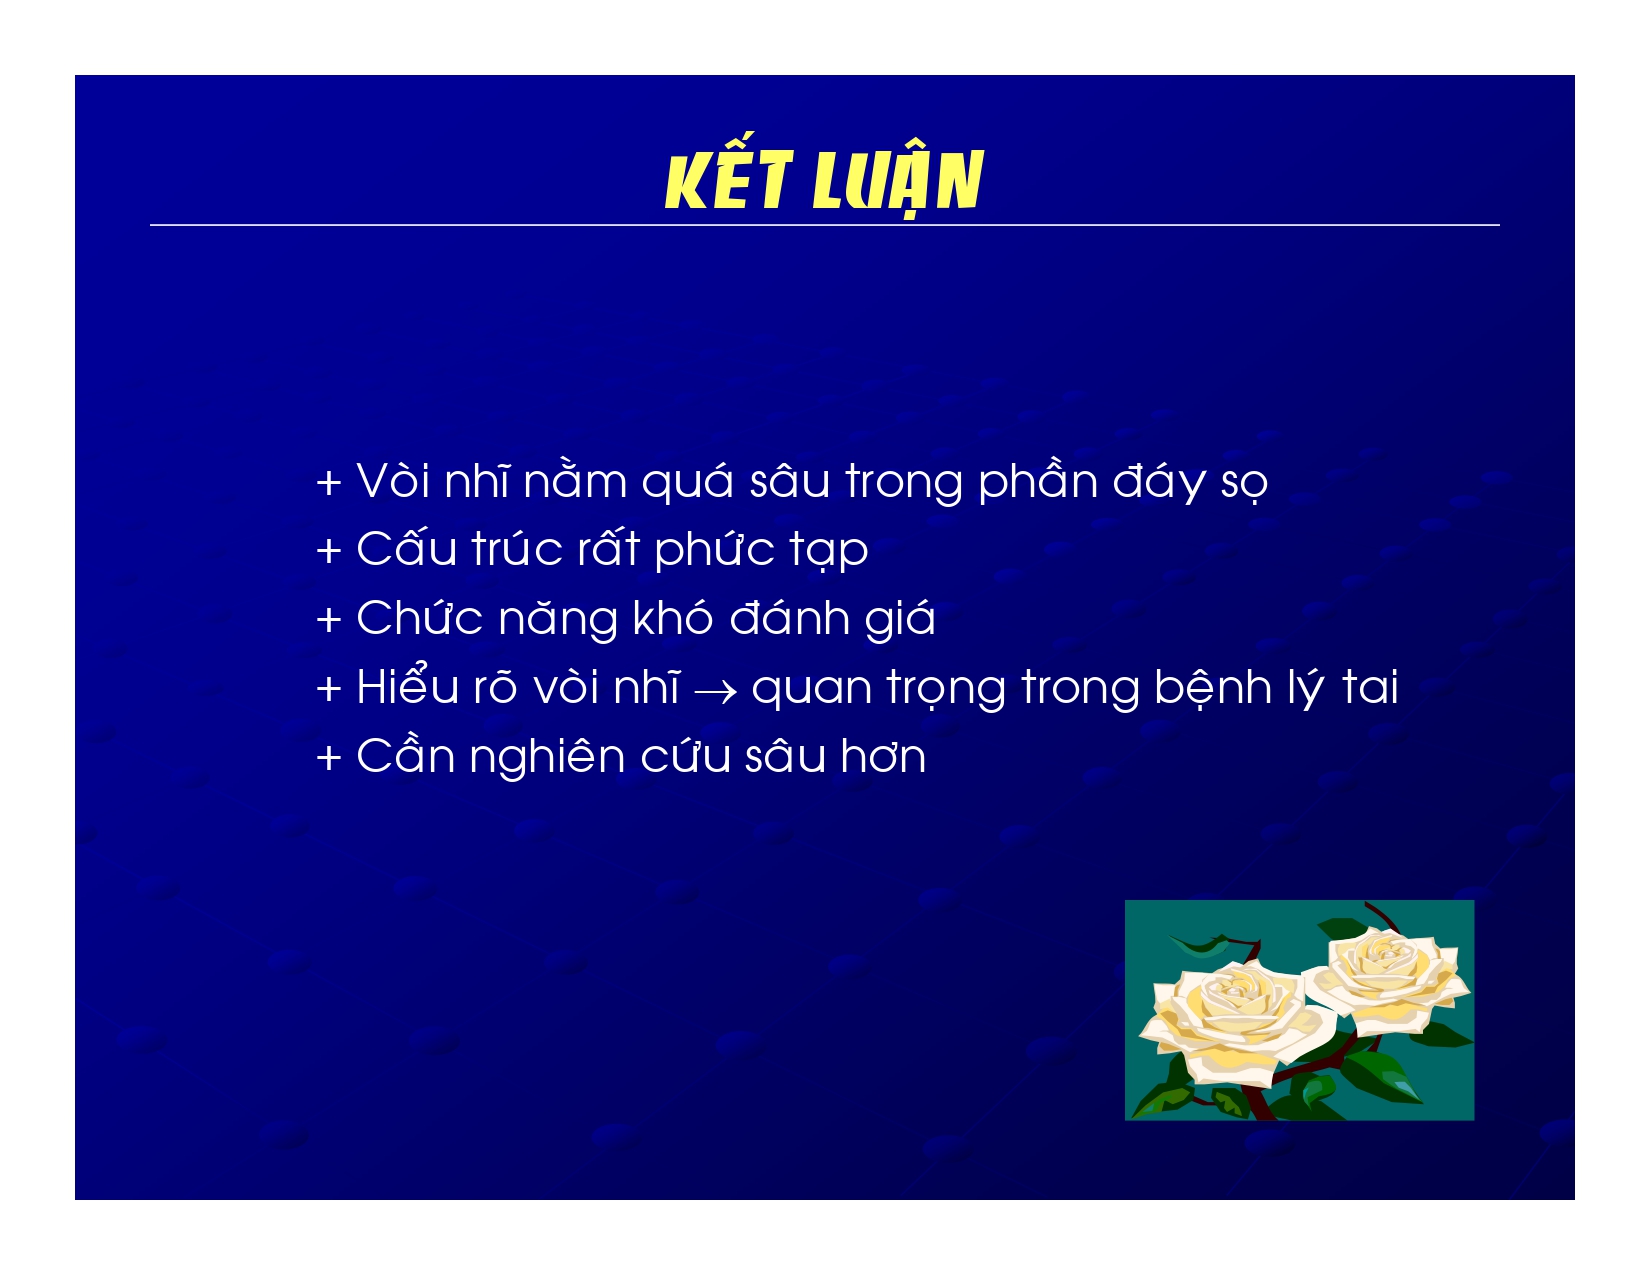 KẾT LUẬN
+ Vòi nhĩ nằm quá sâu trong phần đáy sọ
+ Cấu trúc rất phức tạp
+ Chức năng khó đánh giá
+ Hiểu rõ vòi nhĩ → quan trọng trong bệnh lý tai
+ Cần nghiên cứu sâu hơn